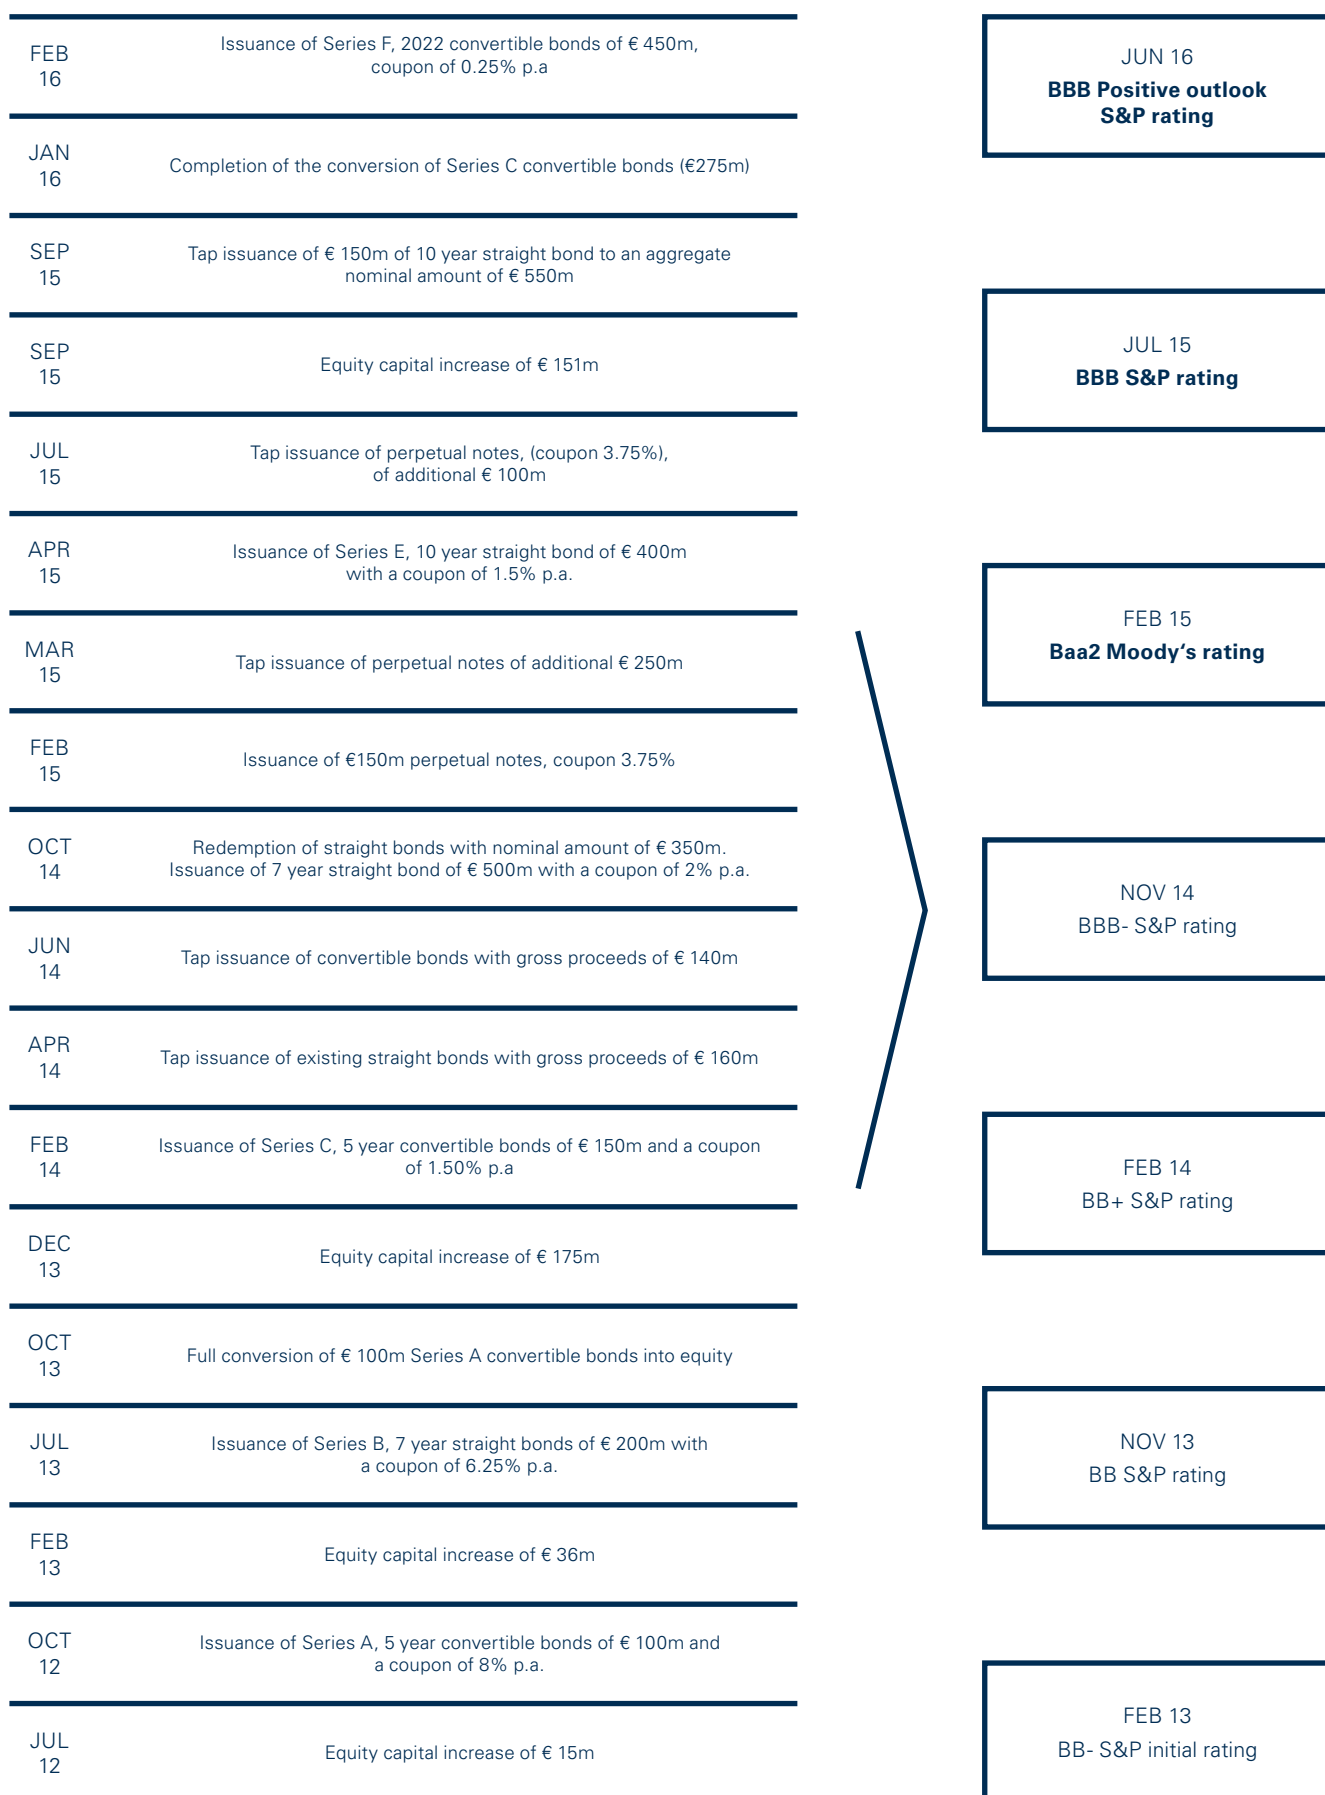 FEB
16
Issuance of Series F, 2022 convertible bonds of € 450m,
coupon of 0.25% p.a
JAN
16
Completion of the conversion of Series C convertible bonds (€275m)
SEP
15
Tap issuance of € 150m of 10 year straight bond to an aggregate
nominal amount of € 550m
SEP
15
Equity capital increase of € 151m
JUL
15
Tap issuance of perpetual notes, (coupon 3.75%),
of additional € 100m
APR
15
Issuance of Series E, 10 year straight bond of € 400m
with a coupon of 1.5% p.a.
MAR
15
Tap issuance of perpetual notes of additional € 250m
FEB
15
Issuance of €150m perpetual notes, coupon 3.75%
OCT
14
Redemption of straight bonds with nominal amount of € 350m.
Issuance of 7 year straight bond of € 500m with a coupon of 2% p.a.
JUN
14
Tap issuance of convertible bonds with gross proceeds of € 140m
APR
14
Tap issuance of existing straight bonds with gross proceeds of € 160m
FEB
14
Issuance of Series C, 5 year convertible bonds of € 150m and a coupon
of 1.50% p.a
DEC
13
Equity capital increase of € 175m
OCT
13
Full conversion of € 100m Series A convertible bonds into equity
JUL
13
Issuance of Series B, 7 year straight bonds of € 200m with
a coupon of 6.25% p.a.
FEB
13
Equity capital increase of € 36m
OCT
12
Issuance of Series A, 5 year convertible bonds of € 100m and
a coupon of 8% p.a.
JUL
12
Equity capital increase of € 15m
JUN 16
BBB Positive outlook
S&P rating
JUL 15
BBB S&P rating
FEB 15
Baa2 Moody‘s rating
NOV 14
BBB- S&P rating
FEB 14
BB+ S&P rating
NOV 13
BB S&P rating
FEB 13
BB- S&P initial rating